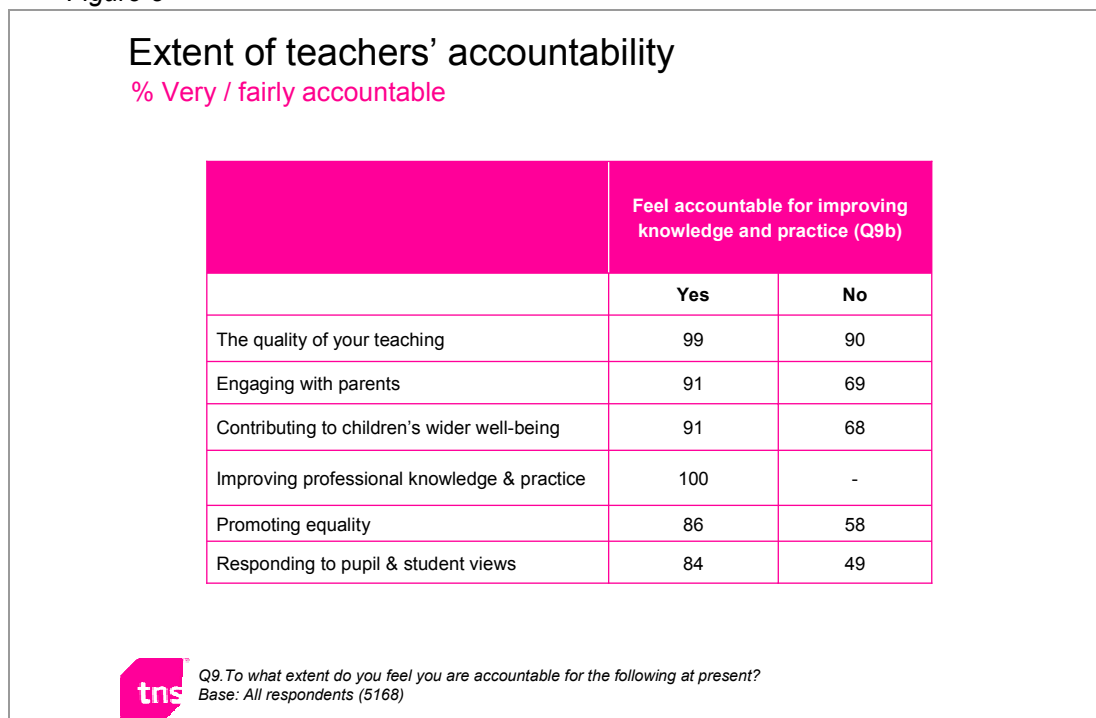 Extent of teachers’ accountability
% Very / fairly accountable
Feel accountable for improving
knowledge and practice (Q9b)
Yes No
The quality of your teaching 99 90
Engaging with parents 91 69
Contributing to children’s wider well-being 91 68
Improving professional knowledge & practice 100 -
Promoting equality 86 58
Responding to pupil & student views 84 49
tns
Q9.To what extent do you feel you are accountable for the following at present?
Base: All respondents (5168)